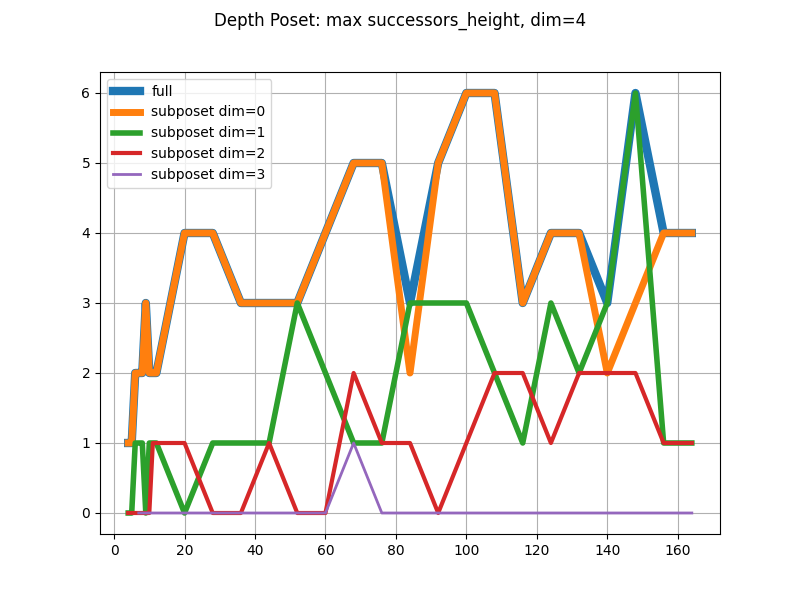 Depth Poset: max successors_height, dim=4
full
subposet dim=0
subposet dim=1
subposet dim=2
subposet dim=3
6
5
4
3
2
1
0
0 20 40 60 80 100 120 140 160